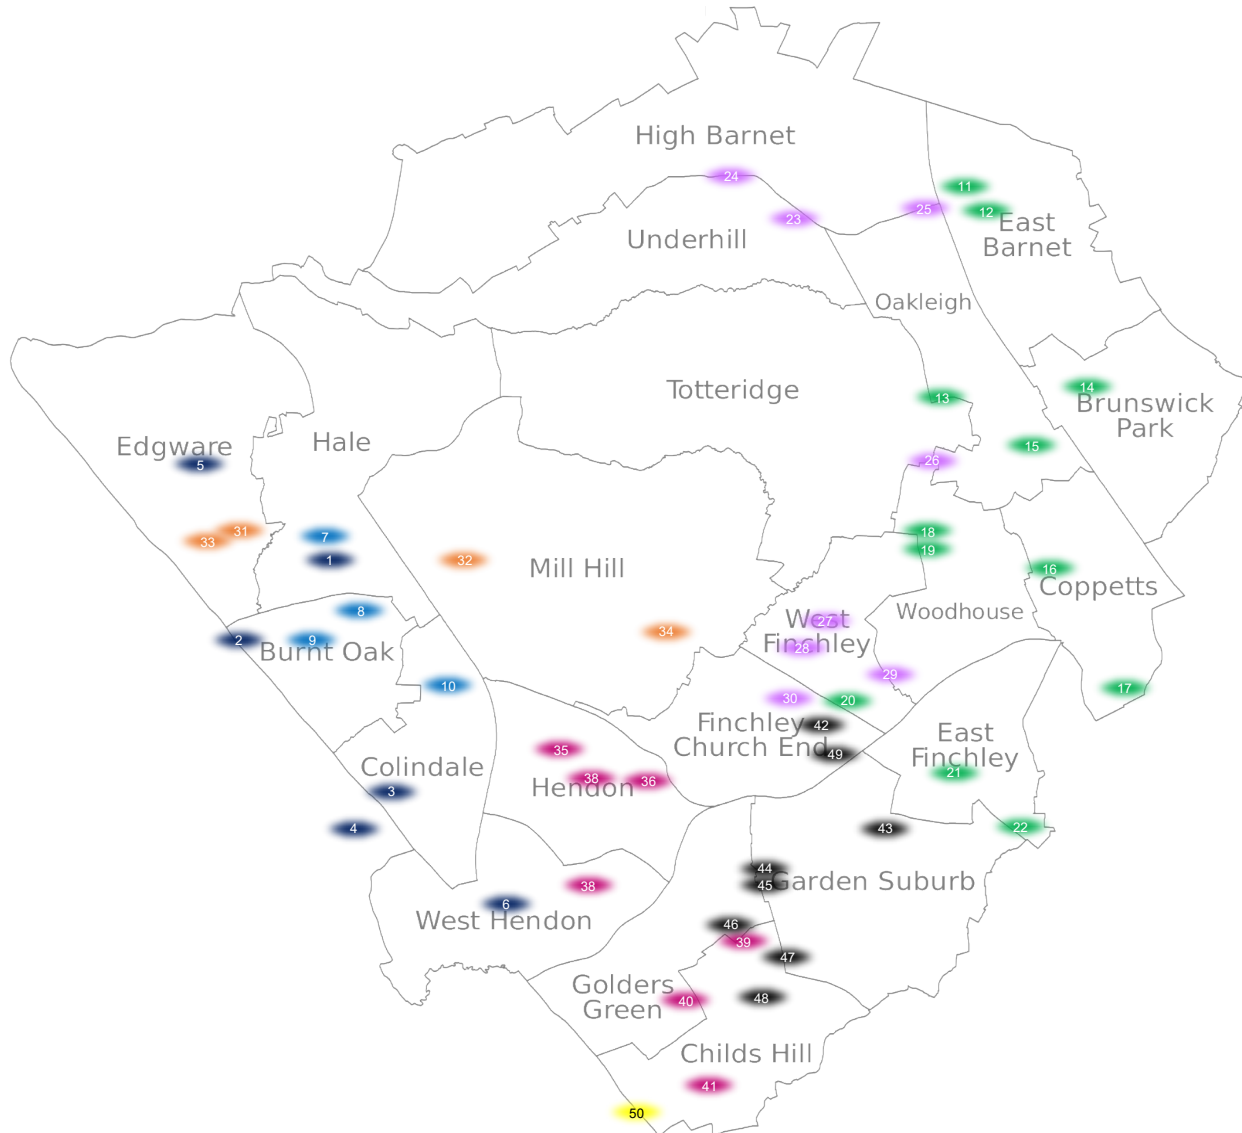 High Barnet
24
11
25
12
23
East
Barnet
Underhill
Oakleigh
14
Totteridge
13
Brunswick
Park
Hale
Edgware
15
5
26
31
18
33
7
19
1
32
16
Mill Hill
Coppetts
8
Woodhouse
West
27
34
2
9
Finchley
28
Burnt Oak
29
10
17
30
20
Finchley
42
Church End
49
East
Finchley
35
21
38
36
Hendon
Colindale
3
4
22
43
44
45
Garden Suburb
38
6
West Hendon
46
39
47
Golders
Green
40
48
Childs Hill
41
50